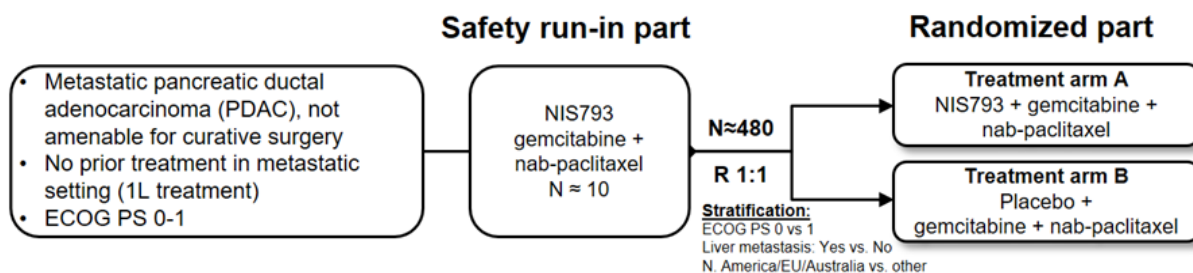 Safety run-in part
Randomized part
• Metastatic pancreatic ductal
adenocarcinoma (PDAC), not
amenable for curative surgery
• No prior treatment in metastatic
setting (1L treatment)
• ECOG PS 0-1
NIS793
gemcitabine +
nab-paclitaxel
N ≈ 10
N≈480
R 1:1
Stratification:
ECOG PS 0 vs 1
Liver metastasis: Yes vs. No
N. America/EU/Australia vs. other
Treatment arm A
NIS793 + gemcitabine +
nab-paclitaxel
Treatment arm B
Placebo +
gemcitabine + nab-paclitaxel